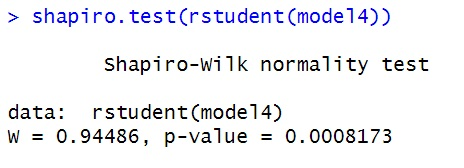 > shapiro.test(rstudent(model4))
Shapiro-Wilk normality test
data:  rstudent(model4)
W = 0.94486, p-value = 0.0008173